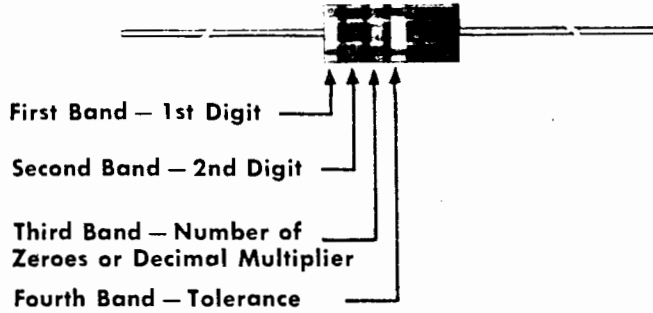 First Band – 1st Digit
Second Band – 2nd Digit
Third Band – Number of
Zeroes or Decimal Multiplier
Fourth Band – Tolerance